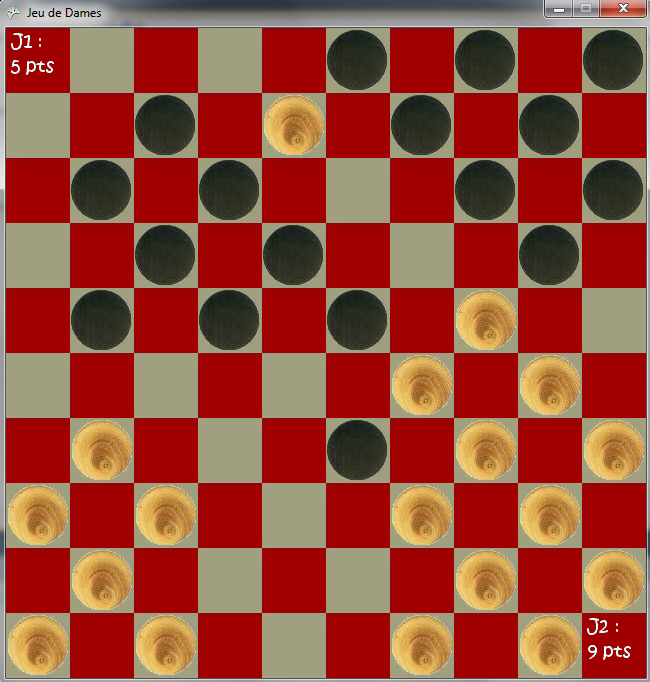 Jeu de Dames
J1 :
5 pts
J2 :
9 pts